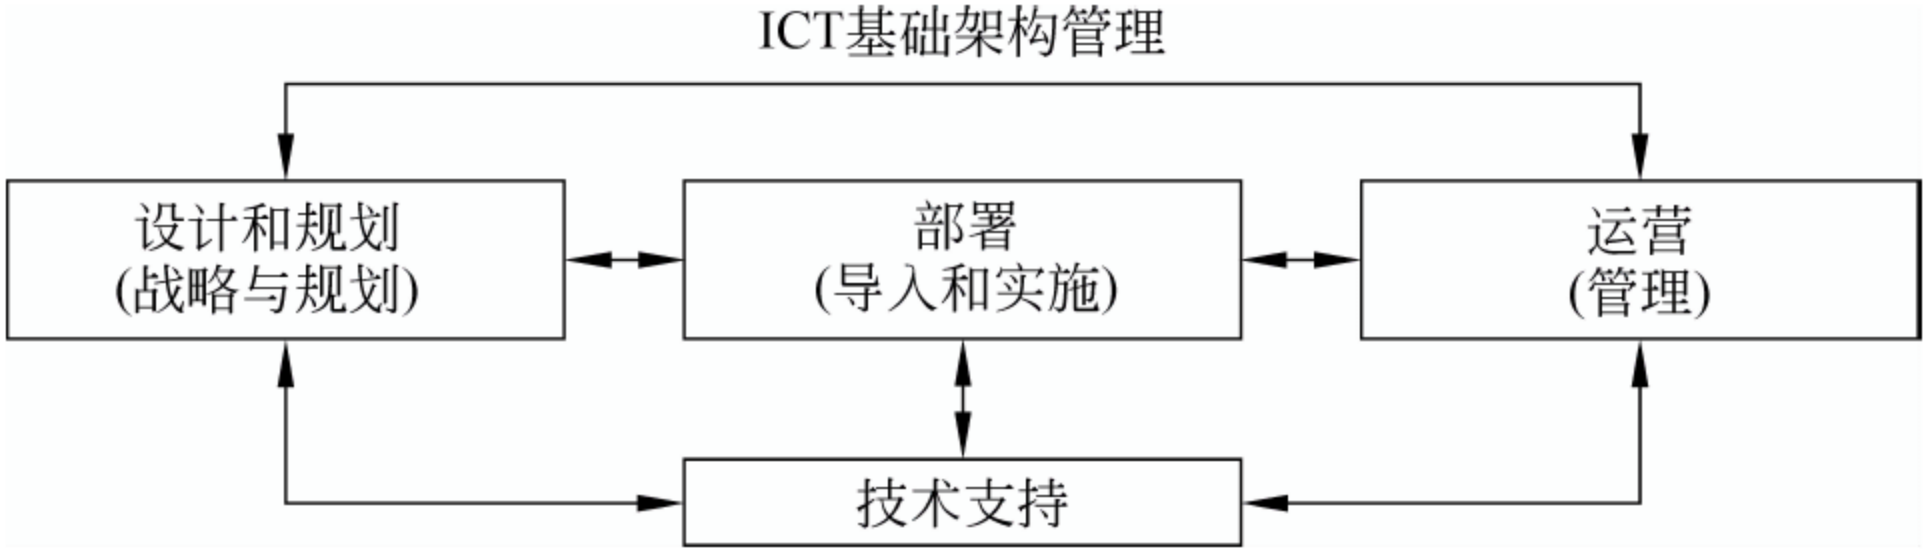 ICT基础架构管理
设计和规划
(战略与规划)
部署
(导入和实施)
运营
(管理)
技术支持